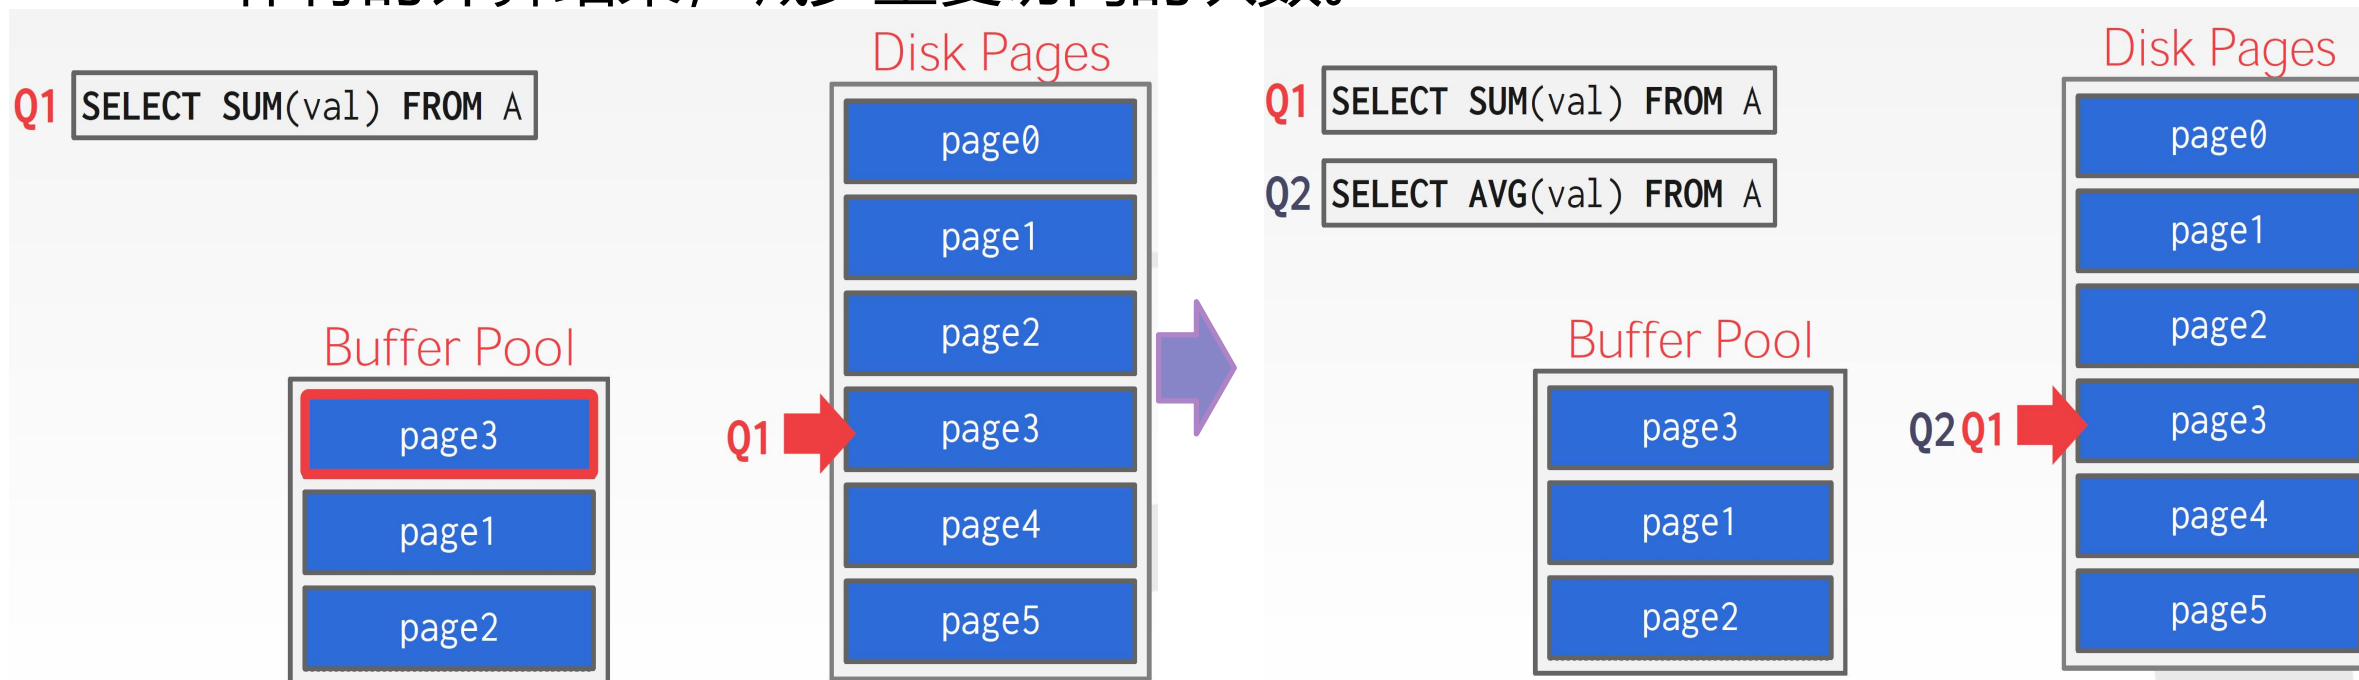 Disk Pages
Q1 SELECT SUM(val) FROM A
page0
page1
page2
Q1
page3
page4
page5
Buffer Pool
page3
page1
page2
Disk Pages
Q1 SELECT SUM(val) FROM A
Q2 SELECT AVG(val) FROM A
page0
page1
page2
Q2 Q1
page3
page4
page5
Buffer Pool
page3
page1
page2